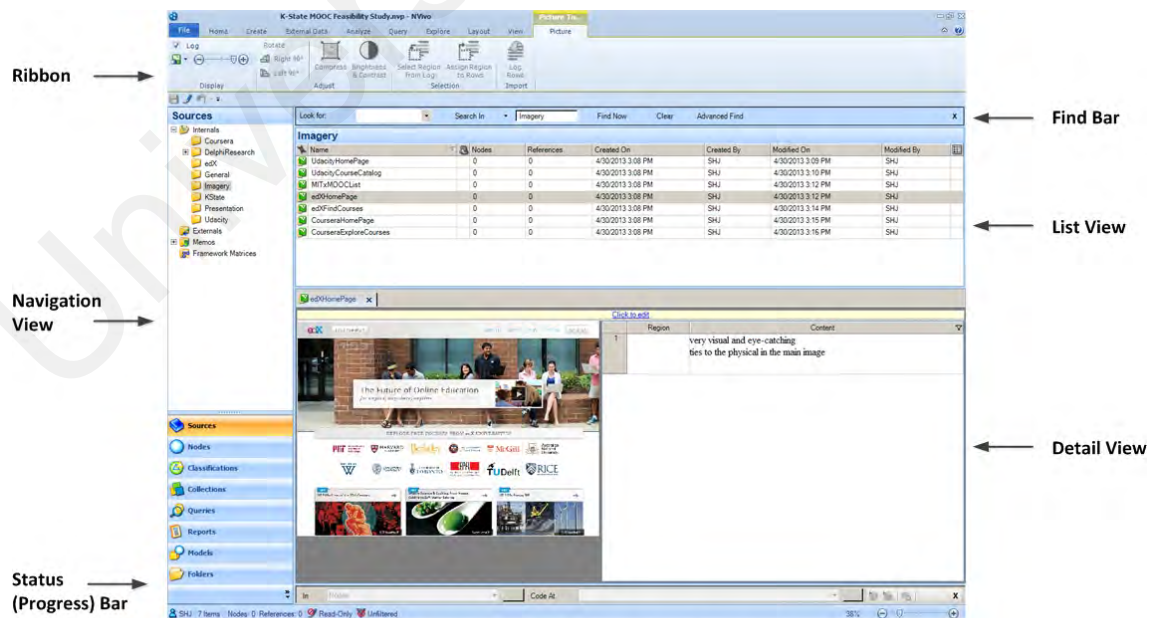 K-State MOOC Feasibility Study.nvp - NVivo
Picture To...
File Home Create External Data Analyze Query Explore Layout View Picture
Log
Rotate
Right 90°
Left 90°
Compress
Brightness & Contrast
Select Region from Log
Assign Region to Rows
Log Rows
Display Adjust Selection Import
Ribbon
Sources
Internals
Coursera
DelphiResearch
edX
General
Imagery
KState
Presentation
Udacity
Externals
Memos
Framework Matrices
Look for: Search In Imagery Find Now Clear Advanced Find x
Find Bar
Imagery
Name Nodes References Created On Created By Modified On Modified By
UdacityHomePage 0 0 4/30/2013 3:08 PM SHJ 4/30/2013 3:09 PM SHJ
UdacityCourseCatalog 0 0 4/30/2013 3:08 PM SHJ 4/30/2013 3:10 PM SHJ
0 0 4/30/2013 3:08 PM SHJ 4/30/2013 3:12 PM SHJ
edXHomePage 0 0 4/30/2013 3:08 PM SHJ 4/30/2013 3:12 PM SHJ
edXFindCourses 0 0 4/30/2013 3:08 PM SHJ 4/30/2013 3:14 PM SHJ
CourseraHomePage 0 0 4/30/2013 3:08 PM SHJ 4/30/2013 3:15 PM SHJ
CourseraExploreCourses 0 0 4/30/2013 3:08 PM SHJ 4/30/2013 3:16 PM SHJ
List View
Navigation
View
edXHomePage x
Click to edit
Region Content
1 very visual and eye-catching
ties to the physical in the main image
edX
The Future of Online Education
MIT Berkeley McGill
TORONTO EPFL TUDelft RICE
Detail View
Sources
Nodes
Classifications
Collections
Queries
Reports
Models
Folders
Status
(Progress) Bar
In Code At x
SHJ 7 Items Nodes: 0 References: 0 Read-Only Unfiltered 38%